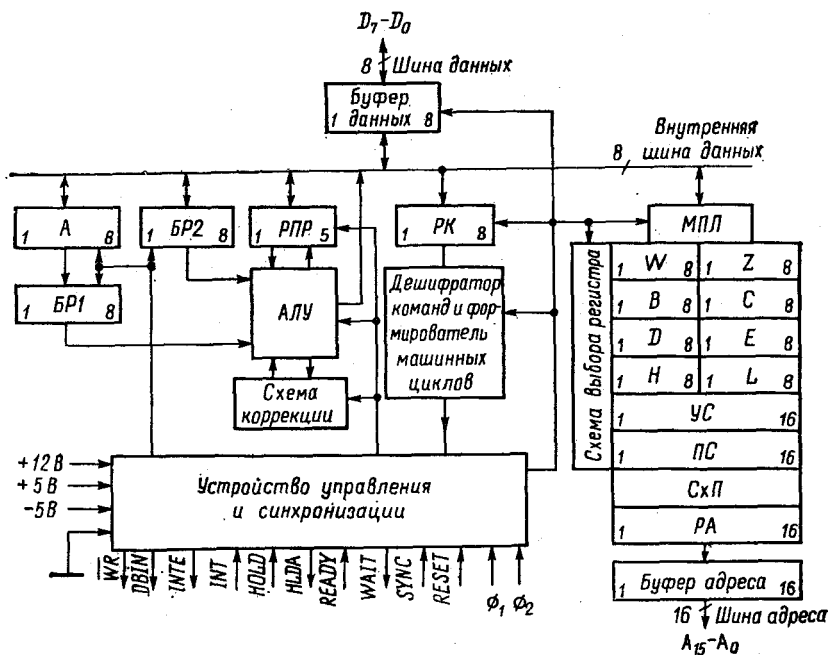 D₇-D₀
8 Шина данных
Буфер
1 данных 8
Внутренняя
8 шина данных
1 А 8
1 БР2 8
1 РПР 5
1 РК 8
МПЛ
1 БР1 8
АЛУ
Схема
коррекции
Дешифратор
команд и фор-
мирователь
машинных
циклов
Схема выбора регистра
1 W 8 1 Z 8
1 B 8 1 C 8
1 D 8 1 E 8
1 H 8 1 L 8
1 УС 16
1 ПС 16
СхП
1 РА 16
1 Буфер адреса 16
16 Шина адреса
A₁₅-A₀
+12 В
+5 В
-5 В
Устройство управления
и синхронизации
W̅R̅
DBIN
INTE
INT
HOLD
HLDA
READY
WAIT
SYNC
RESET
Ф₁ Ф₂